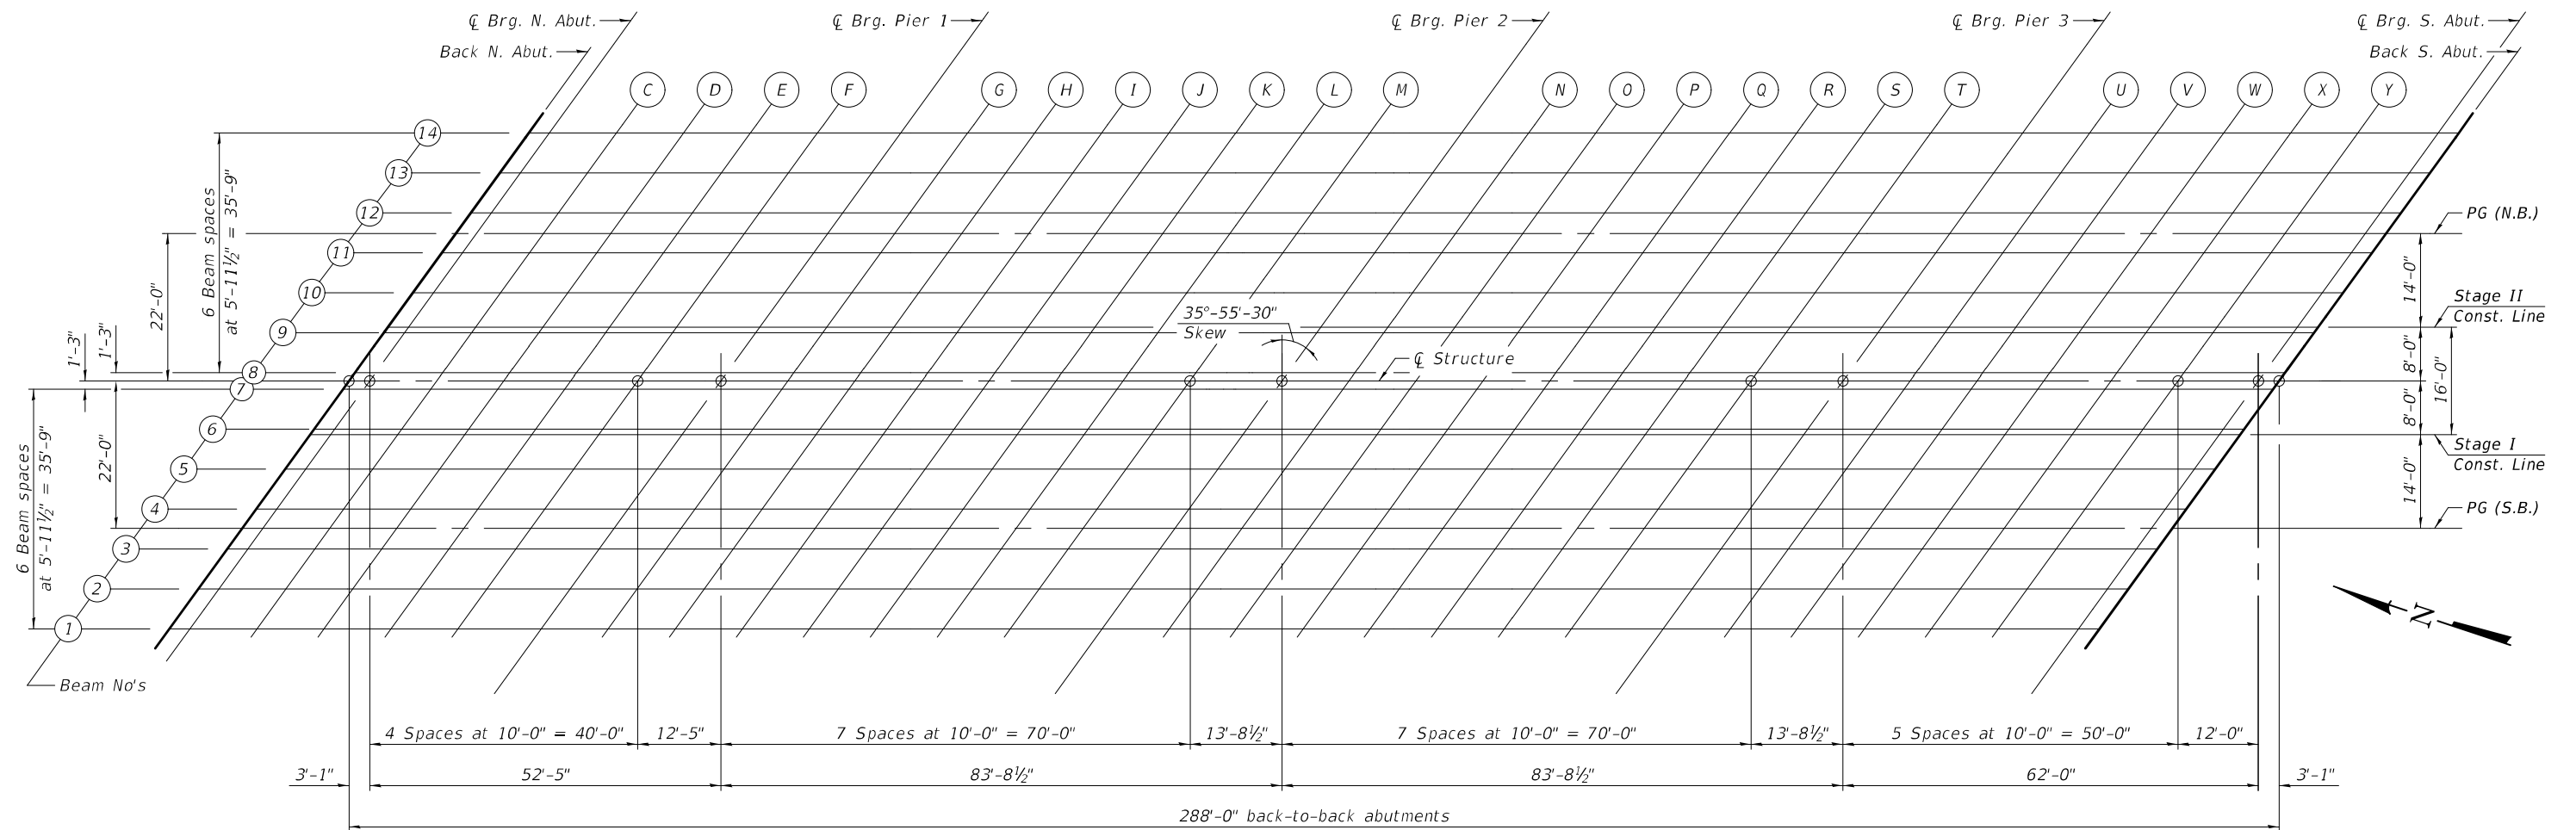 ℄ Brg. N. Abut.
Back N. Abut.
℄ Brg. Pier 1
℄ Brg. Pier 2
℄ Brg. Pier 3
℄ Brg. S. Abut.
Back S. Abut.
C D E F G H I J K L M N O P Q R S T U V W X Y
14
13
12
11
10
9
8
7
6
5
4
3
2
1
Beam No's
6 Beam spaces
at 5'-11½" = 35'-9"
22'-0"
1'-3"
1'-3"
22'-0"
6 Beam spaces
at 5'-11½" = 35'-9"
35°-55'-30"
Skew
℄ Structure
PG (N.B.)
14'-0"
Stage II
Const. Line
8'-0"
16'-0"
8'-0"
Stage I
Const. Line
14'-0"
PG (S.B.)
N
4 Spaces at 10'-0" = 40'-0"
12'-5"
7 Spaces at 10'-0" = 70'-0"
13'-8½"
7 Spaces at 10'-0" = 70'-0"
13'-8½"
5 Spaces at 10'-0" = 50'-0"
12'-0"
3'-1"
52'-5"
83'-8½"
83'-8½"
62'-0"
3'-1"
288'-0" back-to-back abutments